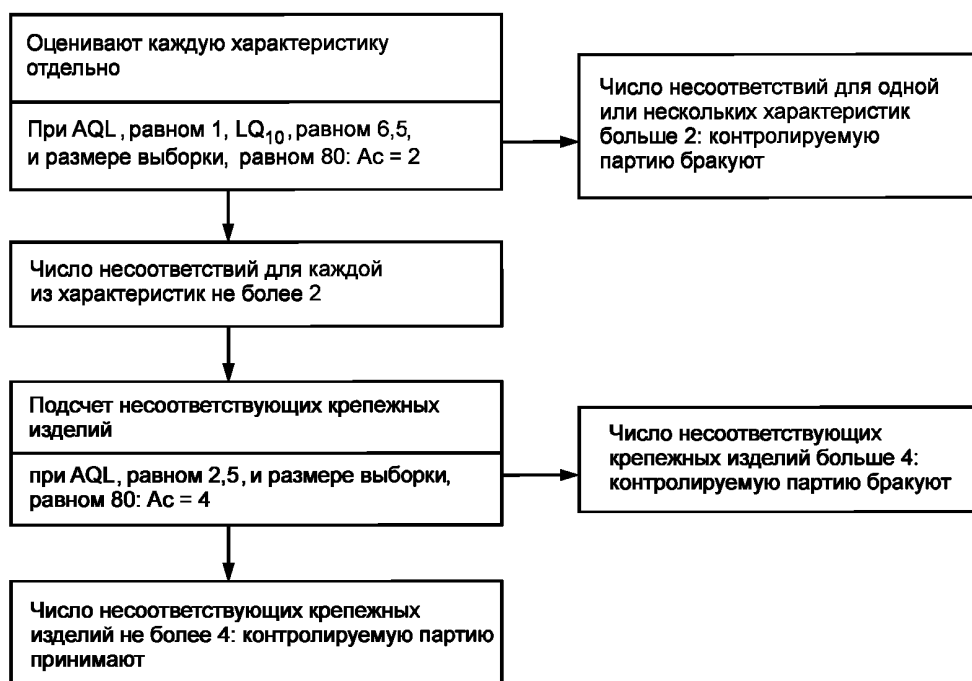 Оценивают каждую характеристику
отдельно
При AQL, равном 1, LQ₁₀, равном 6,5,
и размере выборки, равном 80: Ac = 2
Число несоответствий для одной
или нескольких характеристик
больше 2: контролируемую
партию бракуют
Число несоответствий для каждой
из характеристик не более 2
Подсчет несоответствующих крепежных
изделий
при AQL, равном 2,5, и размере выборки,
равном 80: Ac = 4
Число несоответствующих
крепежных изделий больше 4:
контролируемую партию бракуют
Число несоответствующих крепежных
изделий не более 4: контролируемую партию
принимают